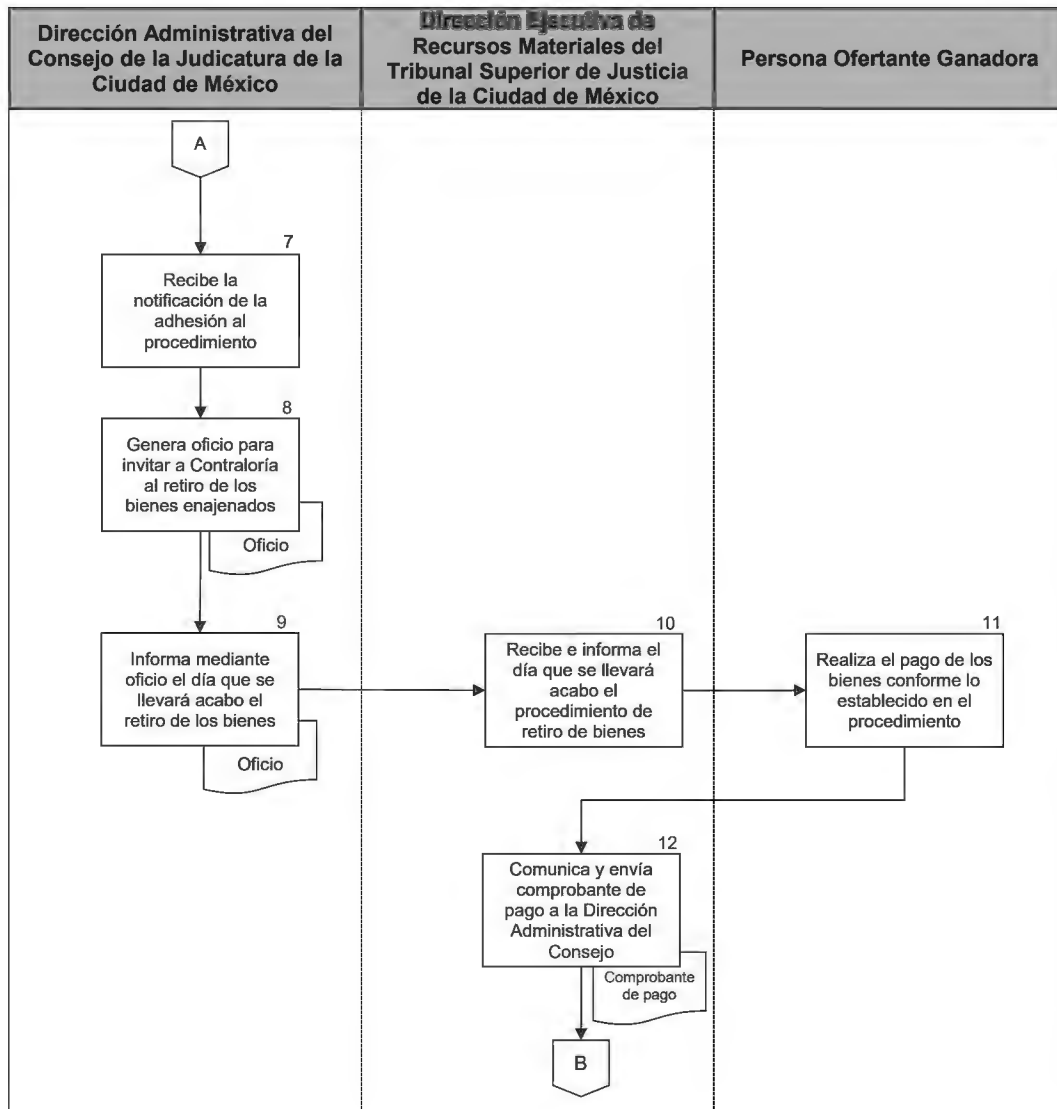 Dirección Administrativa del
Consejo de la Judicatura de la
Ciudad de México
Dirección Ejecutiva de
Recursos Materiales del
Tribunal Superior de Justicia
de la Ciudad de México
Persona Ofertante Ganadora
A
7
Recibe la
notificación de la
adhesión al
procedimiento
8
Genera oficio para
invitar a Contraloría
al retiro de los
bienes enajenados
Oficio
9
Informa mediante
oficio el día que se
llevará acabo el
retiro de los bienes
Oficio
10
Recibe e informa el
día que se llevará
acabo el
procedimiento de
retiro de bienes
11
Realiza el pago de los
bienes conforme lo
establecido en el
procedimiento
12
Comunica y envía
comprobante de
pago a la Dirección
Administrativa del
Consejo
Comprobante
de pago
B